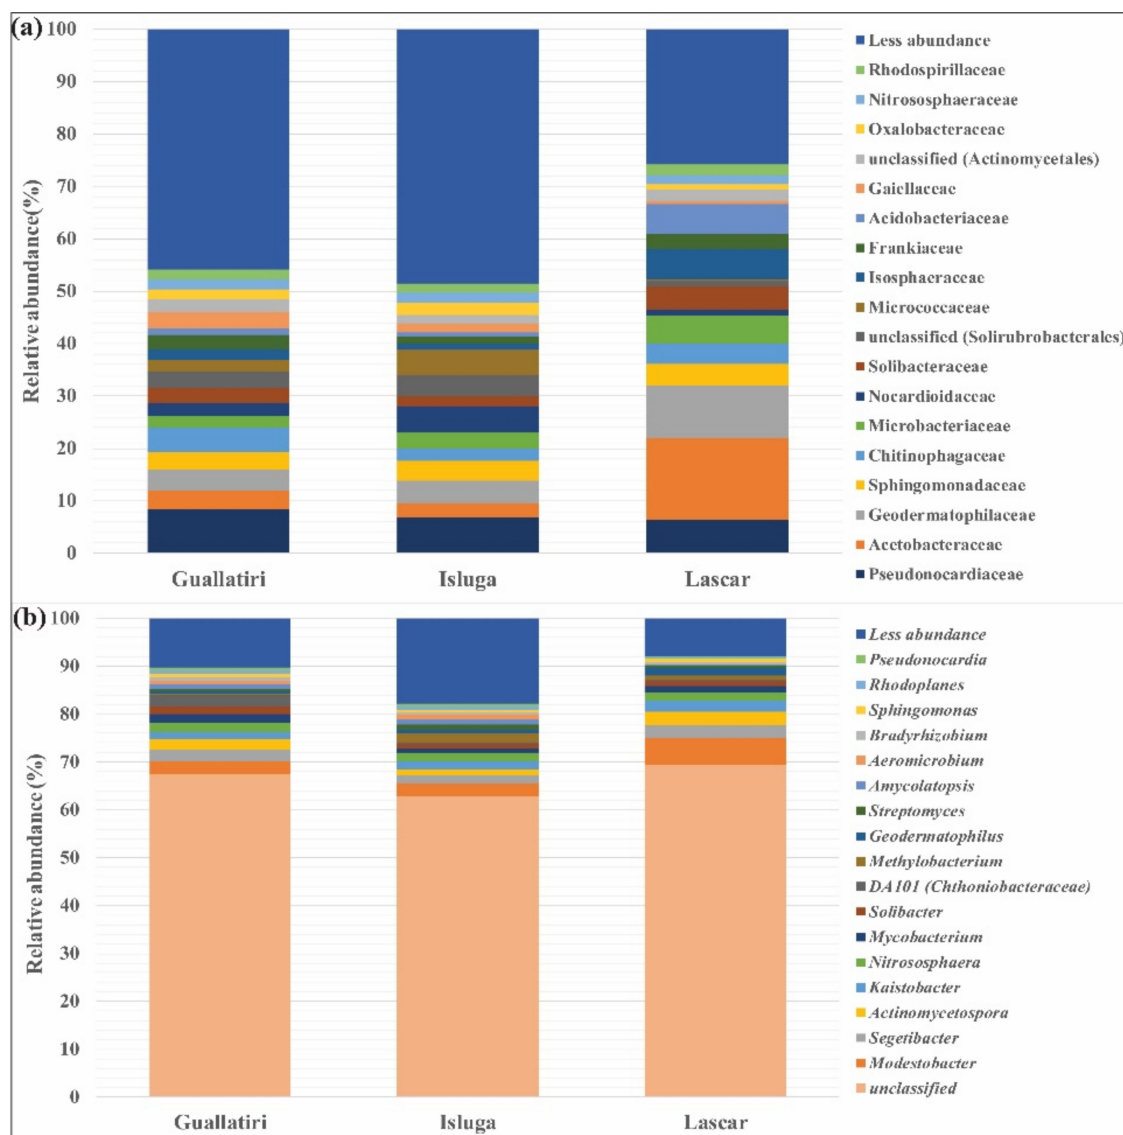 (a)
100
90
80
70
60
50
40
30
20
10
0
Relative abundance(%)
Guallatiri Isluga Lascar
Less abundance
Rhodospirillaceae
Nitrososphaeraceae
Oxalobacteraceae
unclassified (Actinomycetales)
Gaiellaceae
Acidobacteriaceae
Frankiaceae
Isosphaeraceae
Micrococcaceae
unclassified (Solirubrobacterales)
Solibacteraceae
Nocardioidaceae
Microbacteriaceae
Chitinophagaceae
Sphingomonadaceae
Geodermatophilaceae
Acetobacteraceae
Pseudonocardiaceae
(b)
100
90
80
70
60
50
40
30
20
10
0
Relative abundance (%)
Guallatiri Isluga Lascar
Less abundance
Pseudonocardia
Rhodoplanes
Sphingomonas
Bradyrhizobium
Aeromicrobium
Amycolatopsis
Streptomyces
Geodermatophilus
Methylobacterium
DA101 (Chthoniobacteraceae)
Solibacter
Mycobacterium
Nitrososphaera
Kaistobacter
Actinomycetospora
Segetibacter
Modestobacter
unclassified